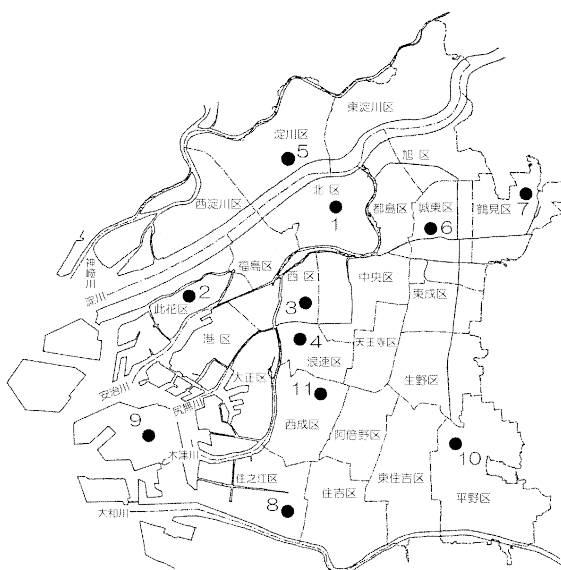 東淀川区
淀川区
5
旭区
西淀川区
北区
1
都島区
城東区
6
鶴見区
7
神崎川
淀川
福島区
此花区
2
西区
3
中央区
東成区
港区
4
浪速区
天王寺区
安治川
尻無川
大正区
生野区
11
西成区
阿倍野区
9
木津川
10
住之江区
8
住吉区
東住吉区
平野区
大和川